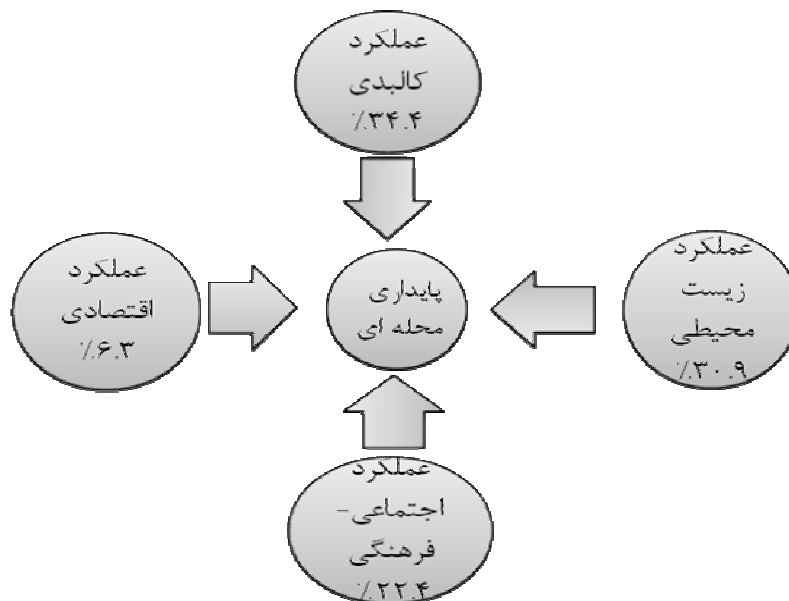 عملکرد
کالبدی
٪۳۴.۴
عملکرد
زیست
محیطی
٪۳۰.۹
پایداری
محله ای
عملکرد
اقتصادی
٪۶.۳
عملکرد
اجتماعی-
فرهنگی
٪۲۲.۴